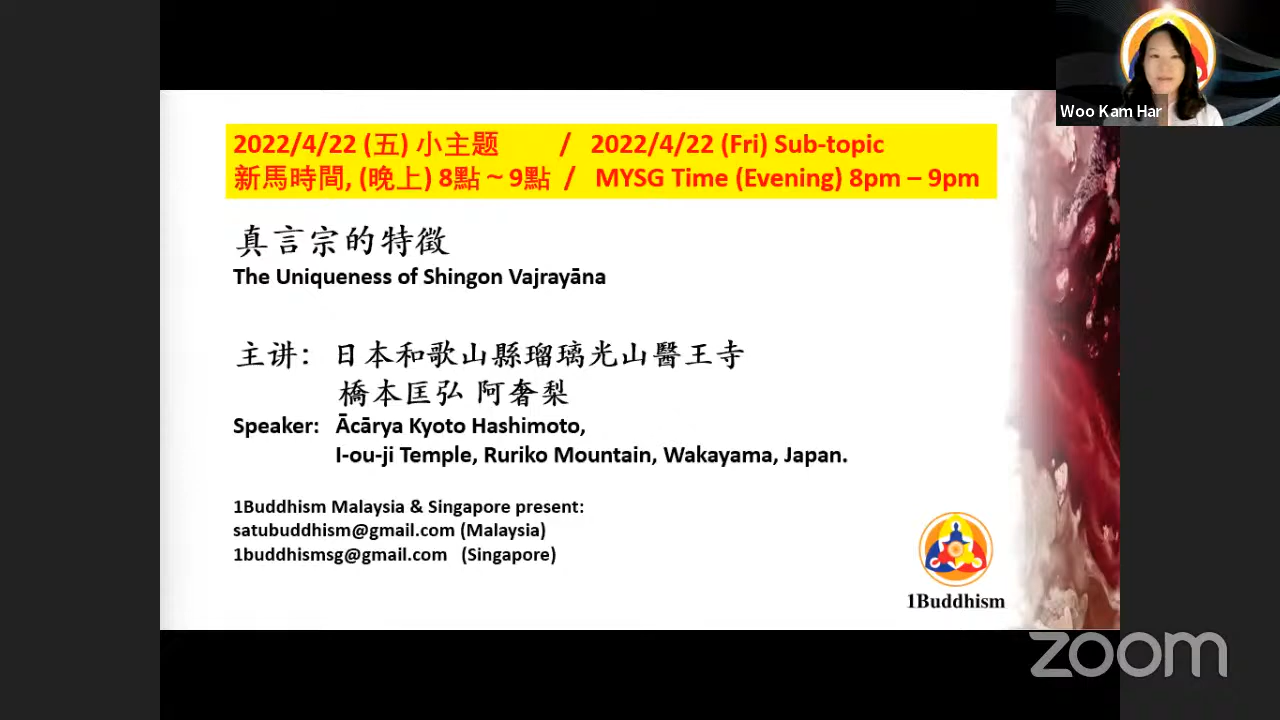 Woo Kam Har
2022/4/22 (五) 小主题 / 2022/4/22 (Fri) Sub-topic
新馬時間, (晚上) 8點 ~ 9點 / MYSG Time (Evening) 8pm – 9pm
真言宗的特徵
The Uniqueness of Shingon Vajrayāna
主讲： 日本和歌山縣瑠璃光山醫王寺
橋本匡弘 阿奢梨
Speaker: Ācārya Kyoto Hashimoto,
I-ou-ji Temple, Ruriko Mountain, Wakayama, Japan.
1Buddhism Malaysia & Singapore present:
satubuddhism@gmail.com (Malaysia)
1buddhismsg@gmail.com (Singapore)
1Buddhism
zoom